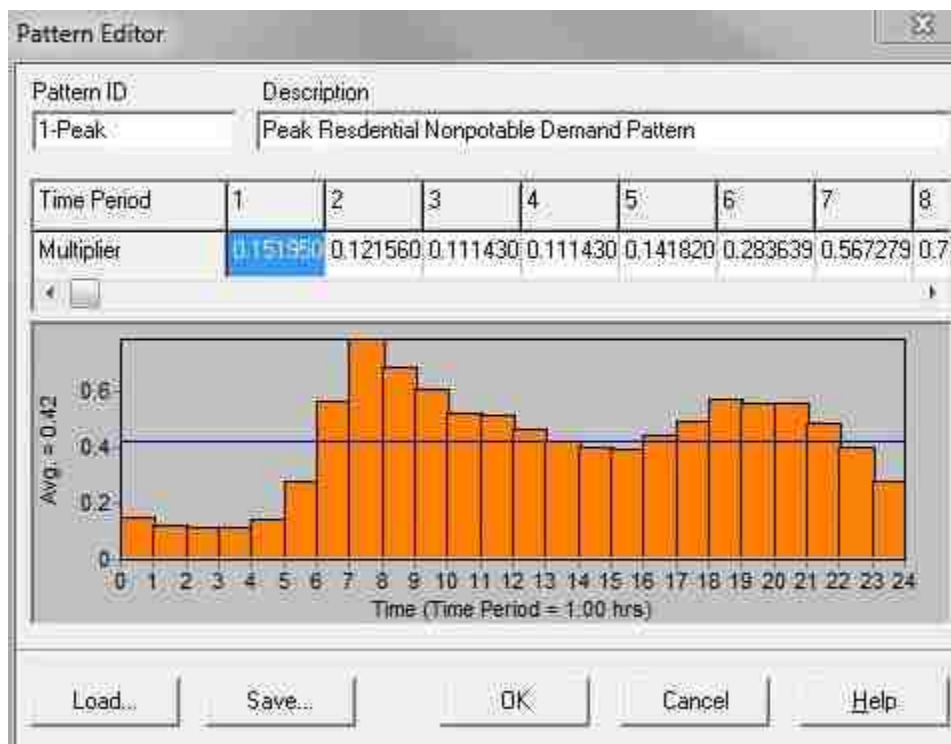 Pattern Editor
Pattern ID
Description
1-Peak
Peak Resdential Nonpotable Demand Pattern
Time Period 1 2 3 4 5 6 7 8
Multiplier 0.151950 0.121560 0.111430 0.111430 0.141820 0.283639 0.567279 0.7
Avg. = 0.42
0.6
0.4
0.2
0
0 1 2 3 4 5 6 7 8 9 10 11 12 13 14 15 16 17 18 19 20 21 22 23 24
Time (Time Period = 1.00 hrs)
Load... Save... OK Cancel Help